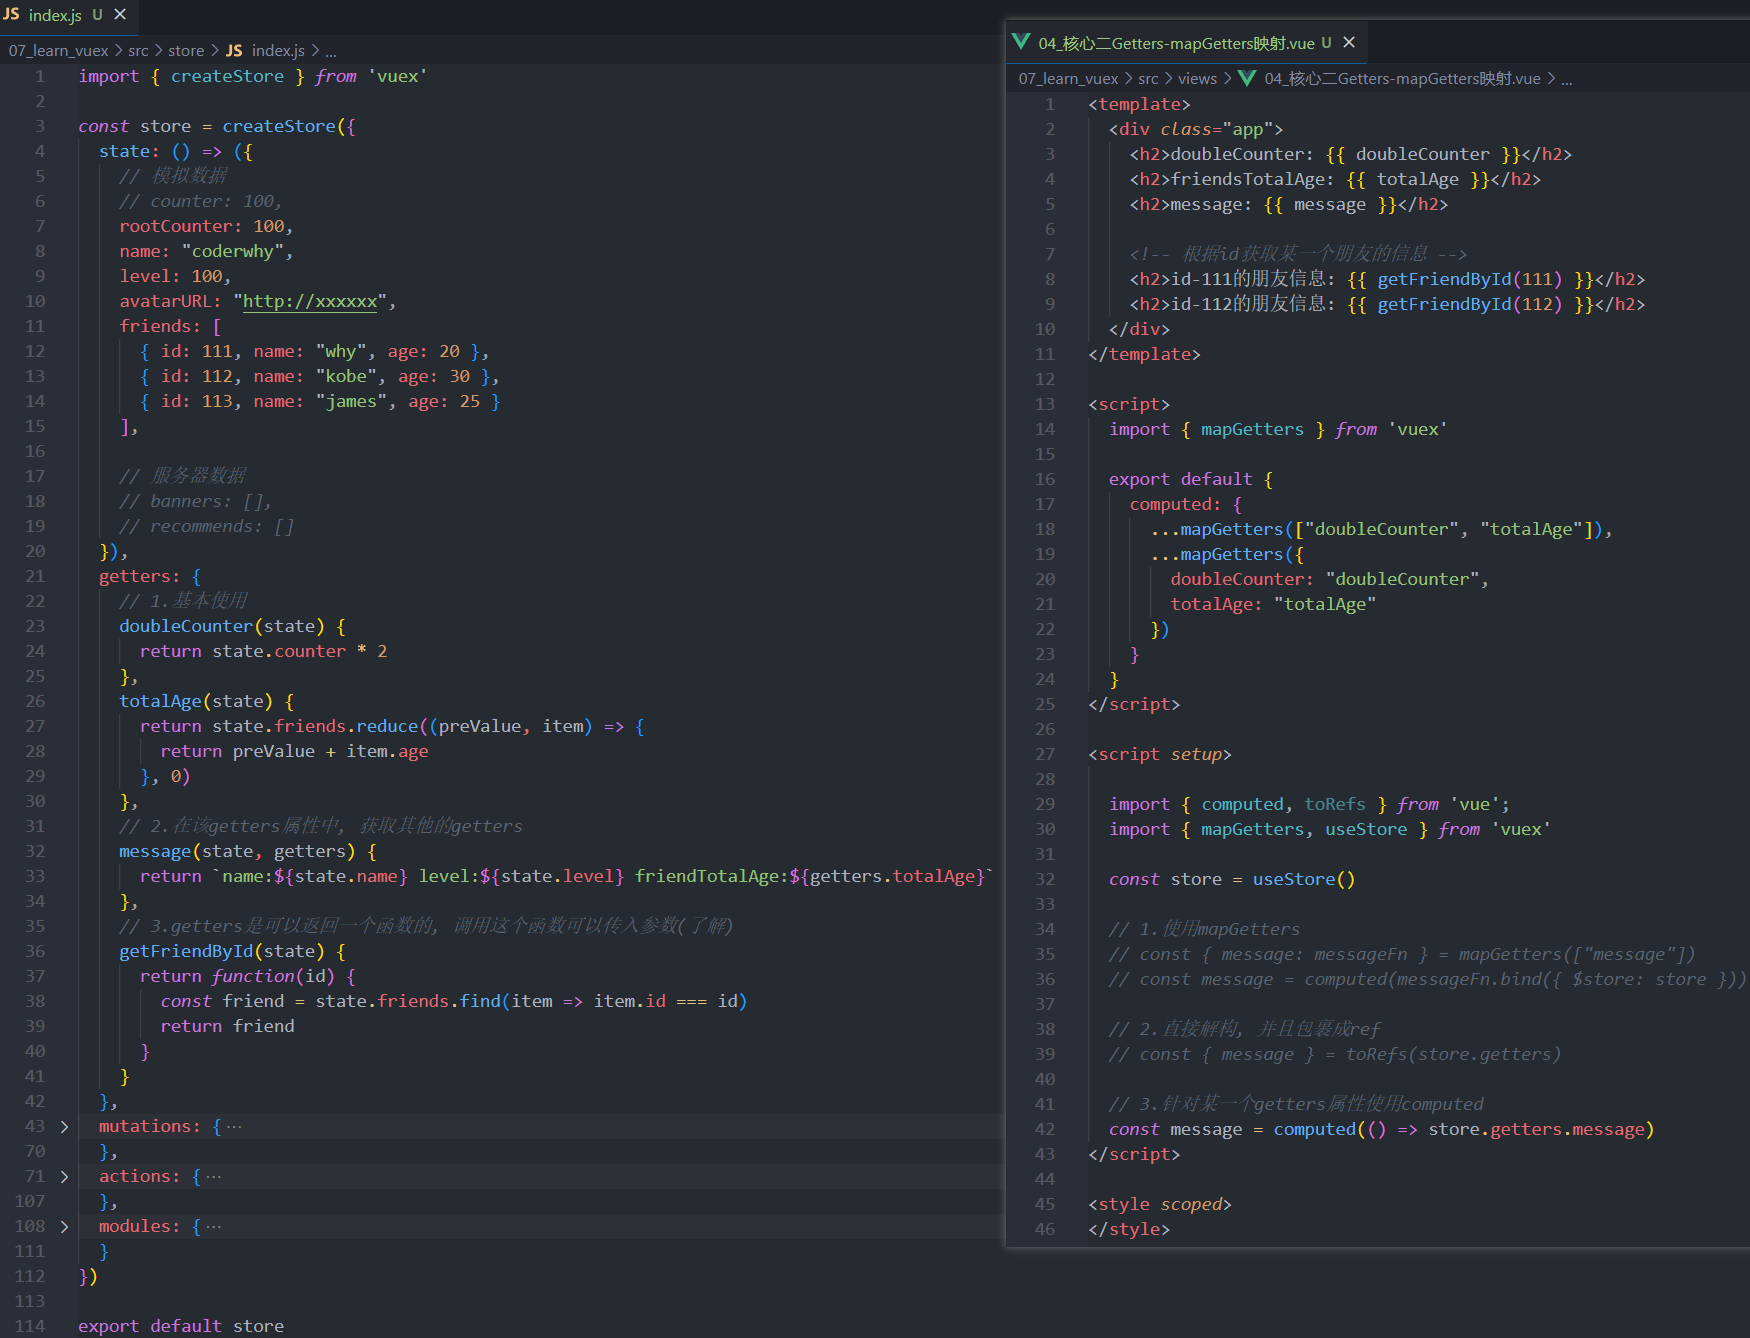 JS index.js U ×
07_learn_vuex > src > store > JS index.js > ...
1 import { createStore } from 'vuex'
2
3 const store = createStore({
4 state: () => ({
5 // 模拟数据
6 // counter: 100,
7 rootCounter: 100,
8 name: "coderwhy",
9 level: 100,
10 avatarURL: "http://xxxxxx",
11 friends: [
12 { id: 111, name: "why", age: 20 },
13 { id: 112, name: "kobe", age: 30 },
14 { id: 113, name: "james", age: 25 }
15 ],
16
17 // 服务器数据
18 // banners: [],
19 // recommends: []
20 }),
21 getters: {
22 // 1.基本使用
23 doubleCounter(state) {
24 return state.counter * 2
25 },
26 totalAge(state) {
27 return state.friends.reduce((preValue, item) => {
28 return preValue + item.age
29 }, 0)
30 },
31 // 2.在该getters属性中, 获取其他的getters
32 message(state, getters) {
33 return `name:${state.name} level:${state.level} friendTotalAge:${getters.totalAge}`
34 },
35 // 3.getters是可以返回一个函数的, 调用这个函数可以传入参数(了解)
36 getFriendById(state) {
37 return function(id) {
38 const friend = state.friends.find(item => item.id === id)
39 return friend
40 }
41 }
42 },
43 > mutations: { ...
70 },
71 > actions: { ...
107 },
108 > modules: { ...
111 }
112 })
113
114 export default store
04_核心二Getters-mapGetters映射.vue U ×
07_learn_vuex > src > views > 04_核心二Getters-mapGetters映射.vue > ...
1 <template>
2 <div class="app">
3 <h2>doubleCounter: {{ doubleCounter }}</h2>
4 <h2>friendsTotalAge: {{ totalAge }}</h2>
5 <h2>message: {{ message }}</h2>
6
7 <!-- 根据id获取某一个朋友的信息 -->
8 <h2>id-111的朋友信息: {{ getFriendById(111) }}</h2>
9 <h2>id-112的朋友信息: {{ getFriendById(112) }}</h2>
10 </div>
11 </template>
12
13 <script>
14 import { mapGetters } from 'vuex'
15
16 export default {
17 computed: {
18 ...mapGetters(["doubleCounter", "totalAge"]),
19 ...mapGetters({
20 doubleCounter: "doubleCounter",
21 totalAge: "totalAge"
22 })
23 }
24 }
25 </script>
26
27 <script setup>
28
29 import { computed, toRefs } from 'vue';
30 import { mapGetters, useStore } from 'vuex'
31
32 const store = useStore()
33
34 // 1.使用mapGetters
35 // const { message: messageFn } = mapGetters(["message"])
36 // const message = computed(messageFn.bind({ $store: store }))
37
38 // 2.直接解构, 并且包裹成ref
39 // const { message } = toRefs(store.getters)
40
41 // 3.针对某一个getters属性使用computed
42 const message = computed(() => store.getters.message)
43 </script>
44
45 <style scoped>
46 </style>